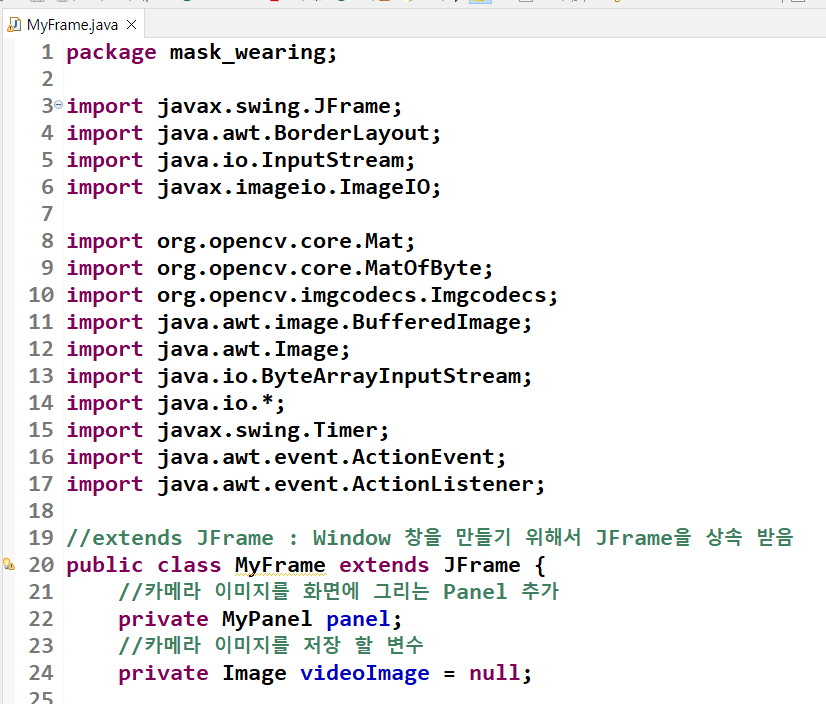 MyFrame.java
1 package mask_wearing;
2
3 import javax.swing.JFrame;
4 import java.awt.BorderLayout;
5 import java.io.InputStream;
6 import javax.imageio.ImageIO;
7
8 import org.opencv.core.Mat;
9 import org.opencv.core.MatOfByte;
10 import org.opencv.imgcodecs.Imgcodecs;
11 import java.awt.image.BufferedImage;
12 import java.awt.Image;
13 import java.io.ByteArrayInputStream;
14 import java.io.*;
15 import javax.swing.Timer;
16 import java.awt.event.ActionEvent;
17 import java.awt.event.ActionListener;
18
19 //extends JFrame : Window 창을 만들기 위해서 JFrame을 상속 받음
20 public class MyFrame extends JFrame {
21 //카메라 이미지를 화면에 그리는 Panel 추가
22 private MyPanel panel;
23 //카메라 이미지를 저장 할 변수
24 private Image videoImage = null;
25